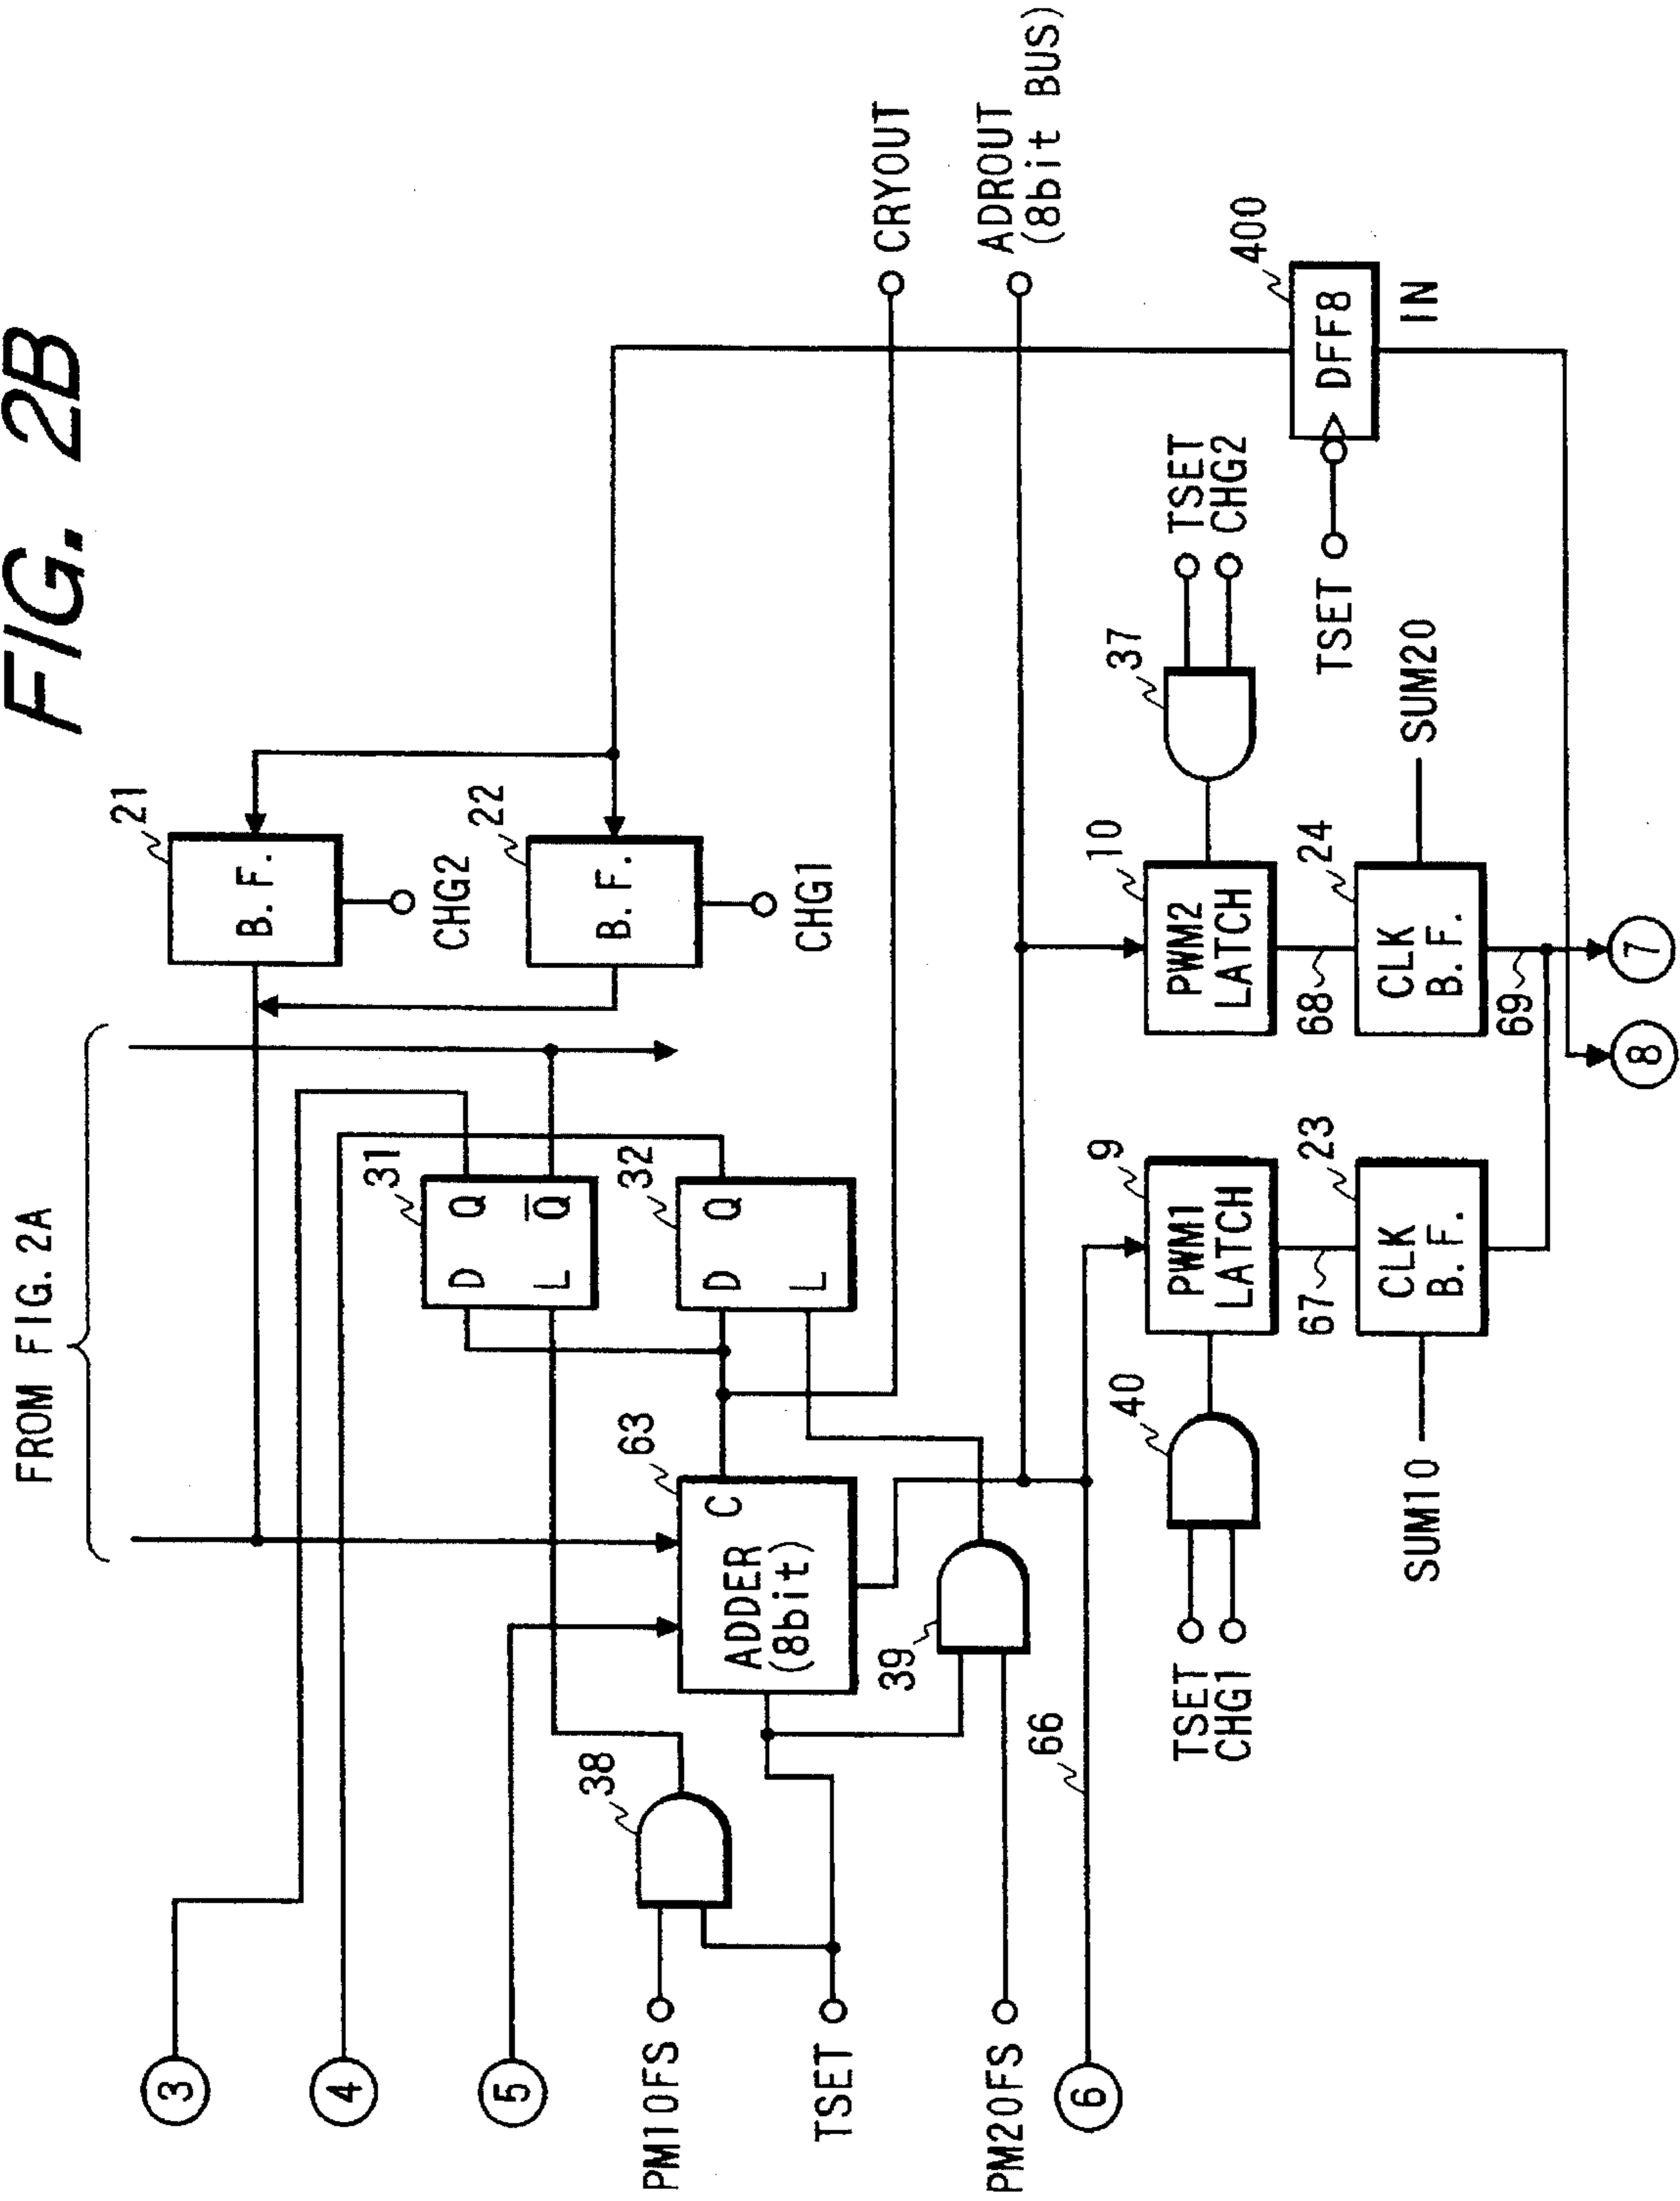 FIG. 2B
FROM FIG. 2A
3
4
5
6
PM10FS
TSET
PM20FS
38
39
66
63
ADDER
(8bit)
C
31
D Q
L Q̅
32
D Q
L
21
B. F.
CHG2
22
B. F.
CHG1
CRYOUT
ADROUT
(8bit BUS)
TSET
CHG1
40
9
PWM1
LATCH
67
SUM10
23
CLK
B. F.
10
PWM2
LATCH
37
TSET
CHG2
68
24
CLK
B. F.
SUM20
69
TSET
400
DFF8
IN
8
7